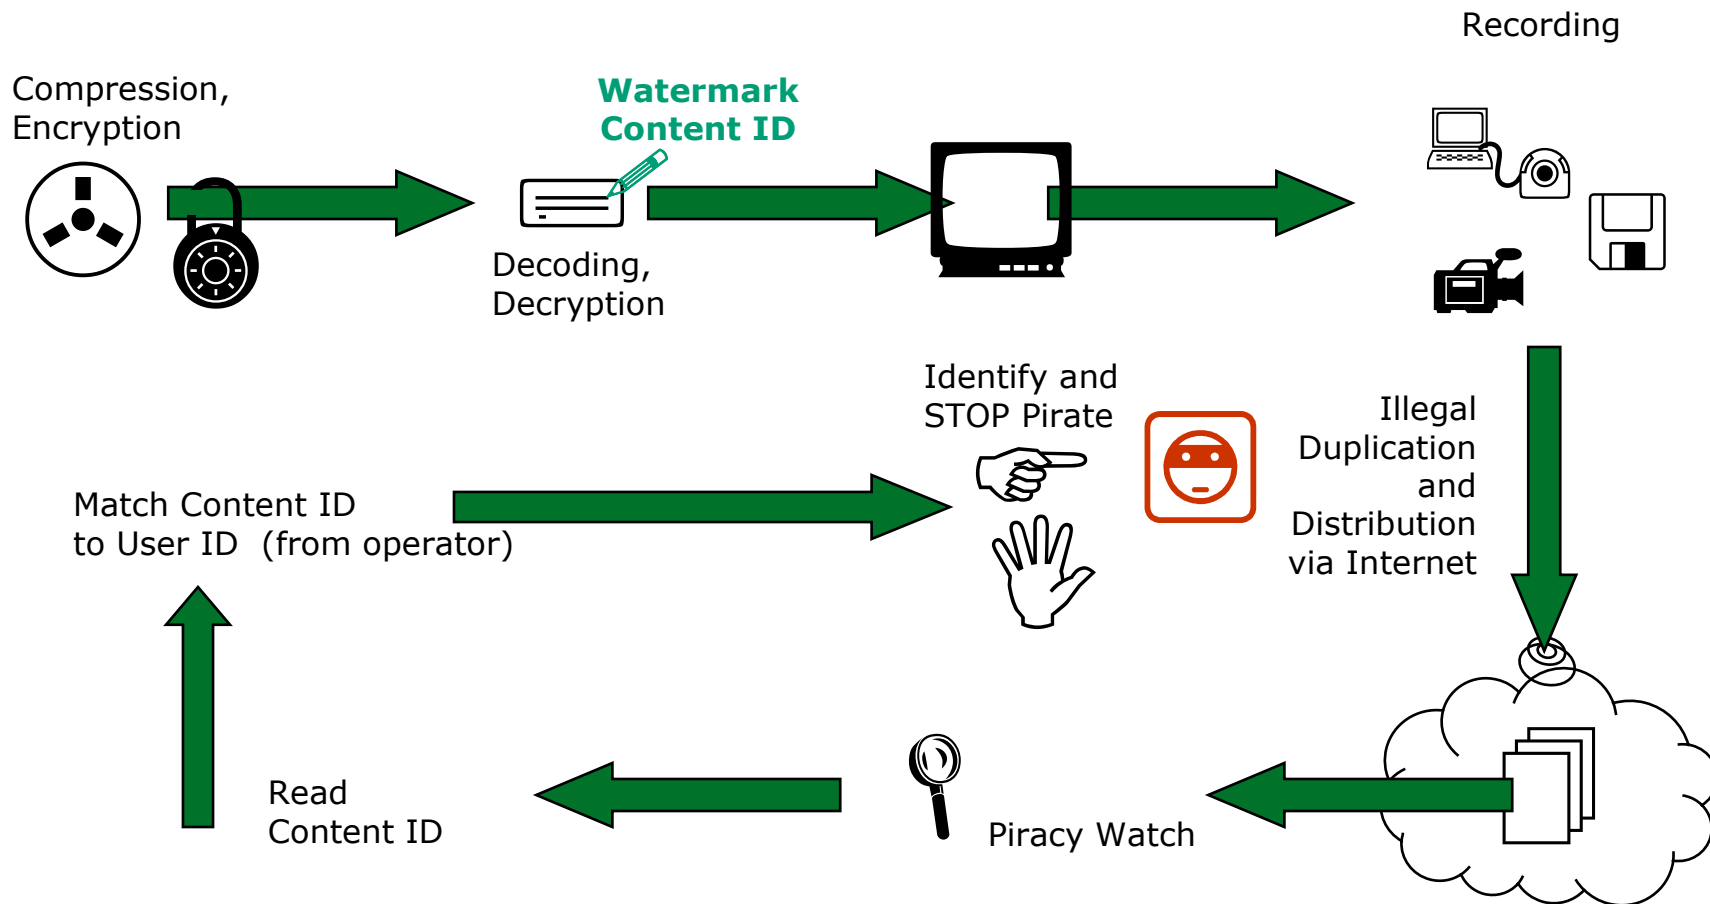 Recording
Compression,
Encryption
Watermark
Content ID
Decoding,
Decryption
Identify and
STOP Pirate
Illegal
Duplication
and
Distribution
via Internet
Match Content ID
to User ID  (from operator)
Read
Content ID
Piracy Watch